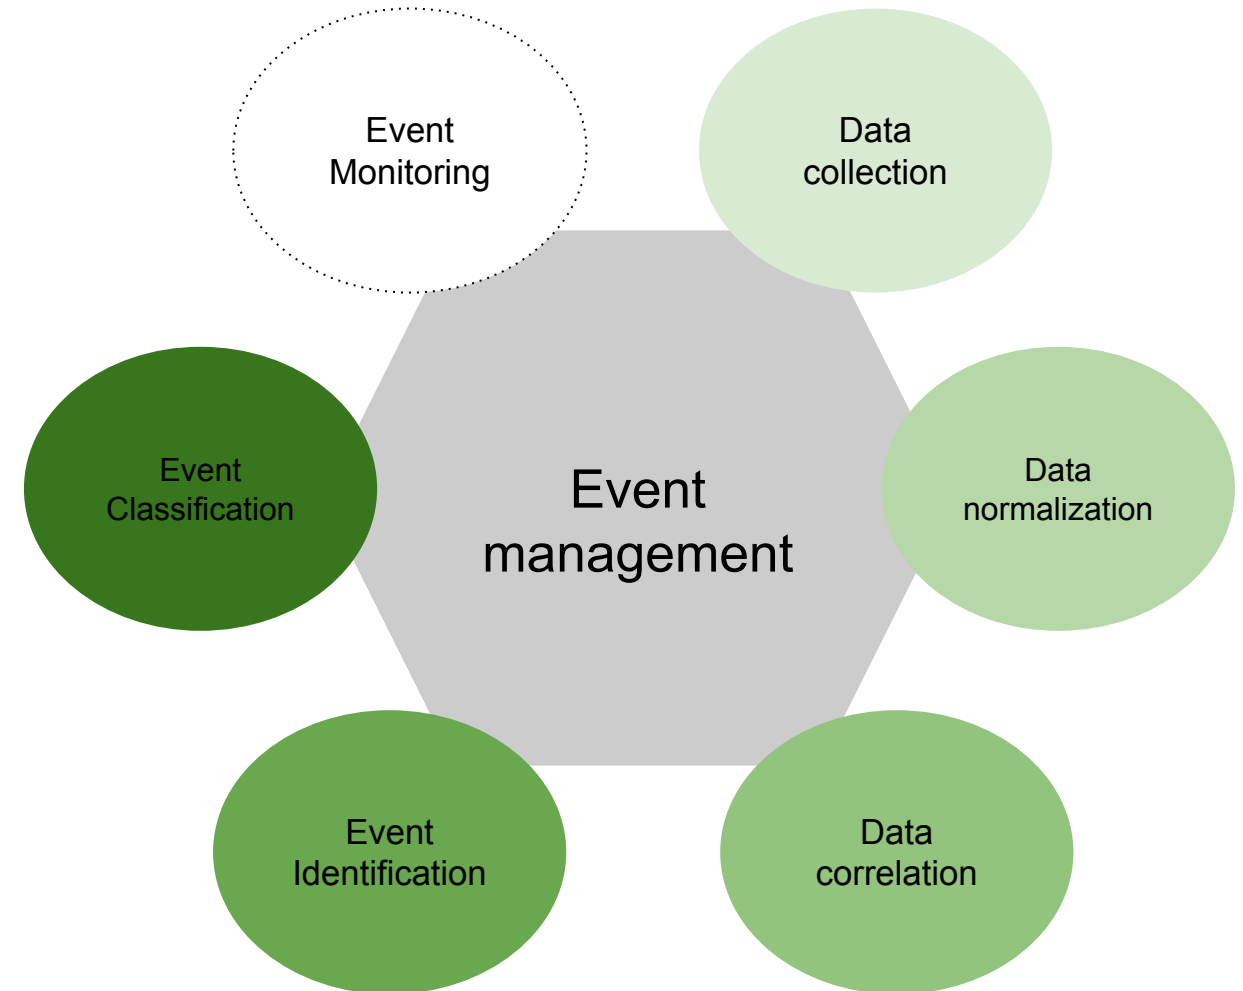 Event
Monitoring
Data
collection
Event
Classification
Event
management
Data
normalization
Event
Identification
Data
correlation